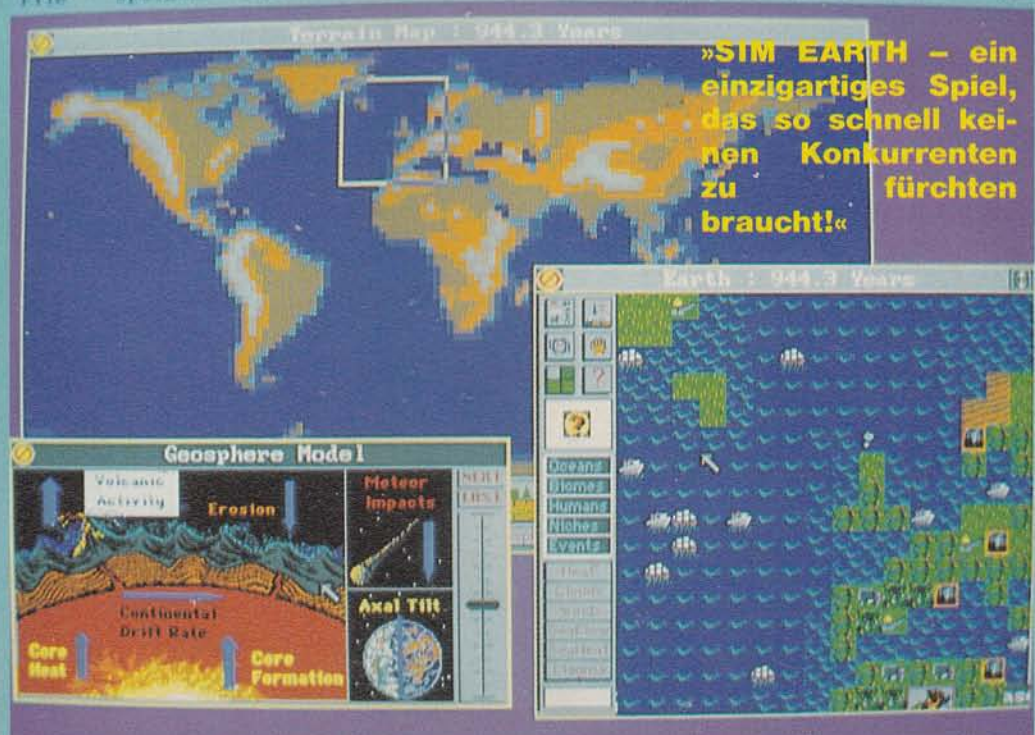 Terrain Map : 944.3 Years
»SIM EARTH – ein
einzigartiges Spiel,
das so schnell kei-
nen Konkurrenten
zu fürchten
braucht!«
Earth : 944.3 Years
Oceans
Biomes
Humans
Niches
Events
Geosphere Model
Volcanic
Activity
Erosion
Meteor
Impacts
Continental
Drift Rate
Axal Tilt
Core
Heat
Core
Formation